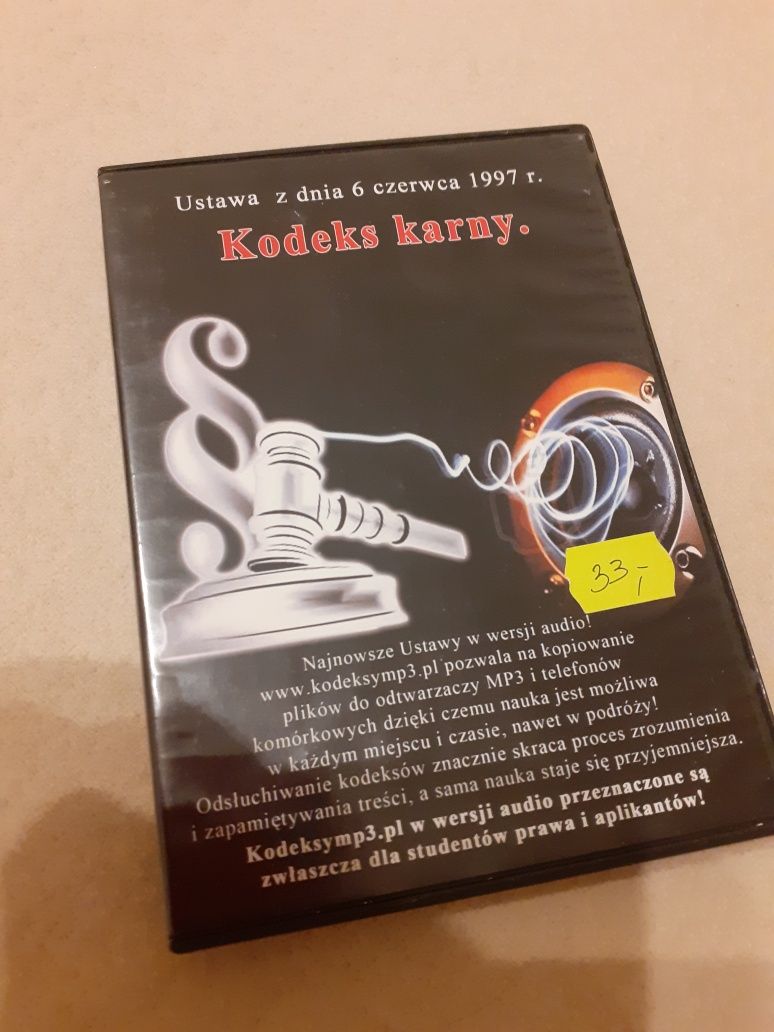 Ustawa z dnia 6 czerwca 1997 r.
Kodeks karny.
33,-
Najnowsze Ustawy w wersji audio!
www.kodeksymp3.pl pozwala na kopiowanie
plików do odtwarzaczy MP3 i telefonów
komórkowych dzięki czemu nauka jest możliwa
w każdym miejscu i czasie, nawet w podróży!
Odsłuchiwanie kodeksów znacznie skraca proces zrozumienia
i zapamiętywania treści, a sama nauka staje się przyjemniejsza.
Kodeksymp3.pl w wersji audio przeznaczone są
zwłaszcza dla studentów prawa i aplikantów!